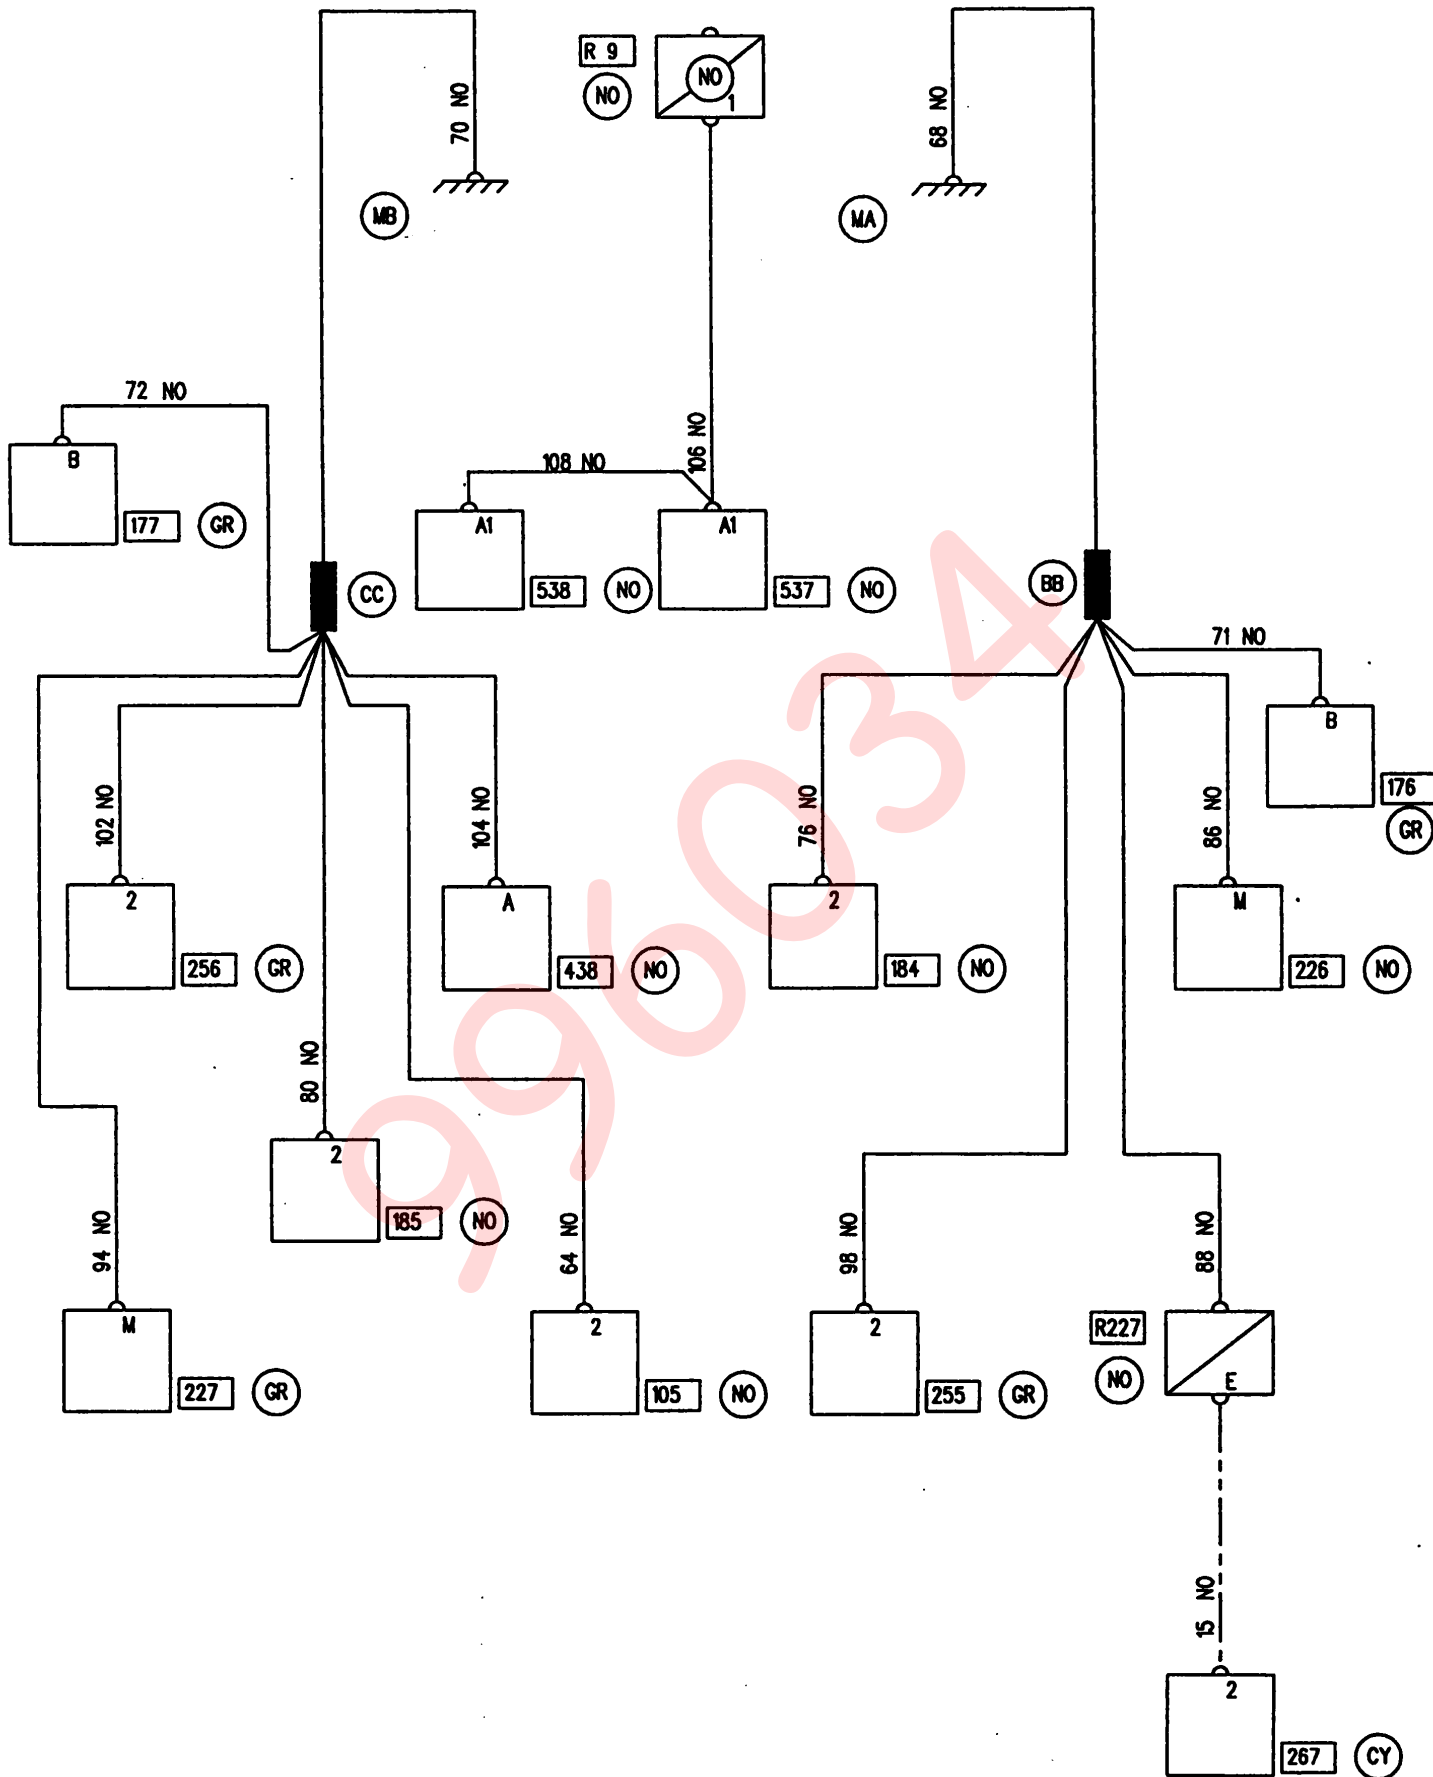 R 9
NO
NO
1
70 NO
68 NO
MB
MA
72 NO
B
177
GR
108 NO
106 NO
A1
A1
538
NO
537
NO
CC
BB
71 NO
B
176
GR
102 NO
104 NO
76 NO
86 NO
2
A
2
M
256
GR
438
NO
184
NO
226
NO
80 NO
2
185
NO
94 NO
64 NO
98 NO
88 NO
M
2
2
R227
NO
E
227
GR
105
NO
255
GR
15 NO
2
267
CY
996034